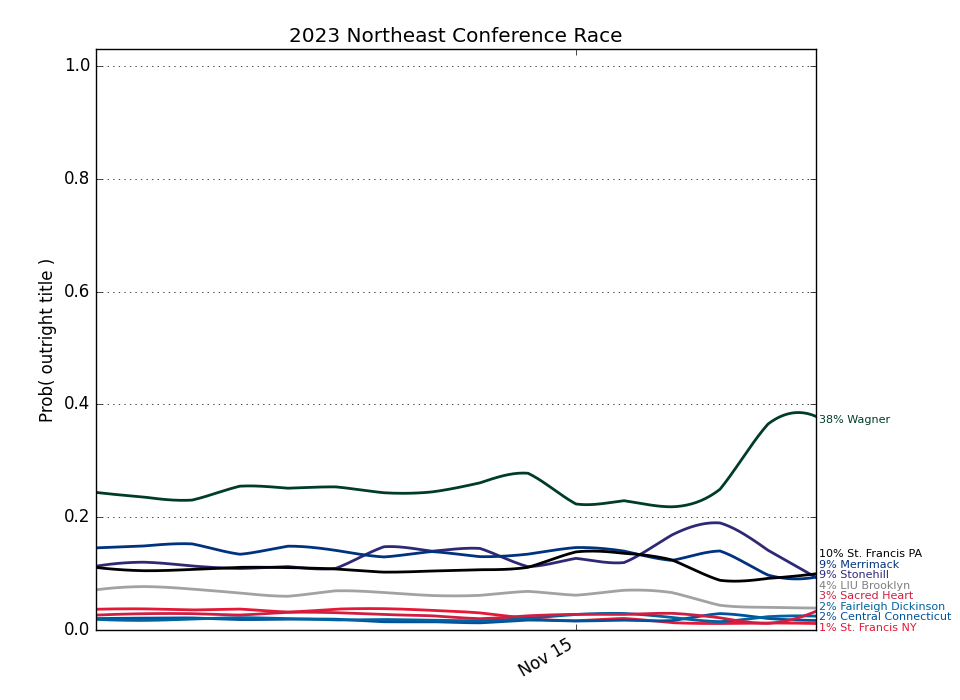 2023 Northeast Conference Race
Prob( outright title )
1.0
0.8
0.6
0.4
0.2
0.0
Nov 15
38% Wagner
10% St. Francis PA
9% Merrimack
9% Stonehill
4% LIU Brooklyn
3% Sacred Heart
2% Fairleigh Dickinson
2% Central Connecticut
1% St. Francis NY